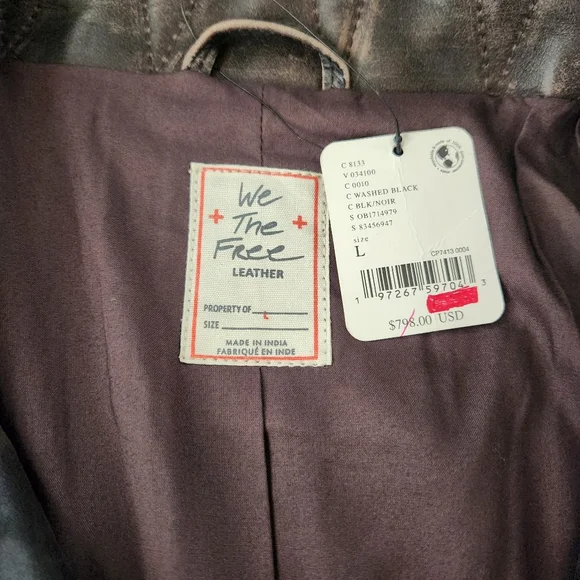 We
The
Free
LEATHER
PROPERTY OF
SIZE
MADE IN INDIA
FABRIQUÉ EN INDE
C 8133
V 034100
C 0010
C WASHED BLACK
C BLK/NOIR
S OB1714979
S 83456947
size
L
CP7413 0004
1 97267 59704 3
$798.00 USD